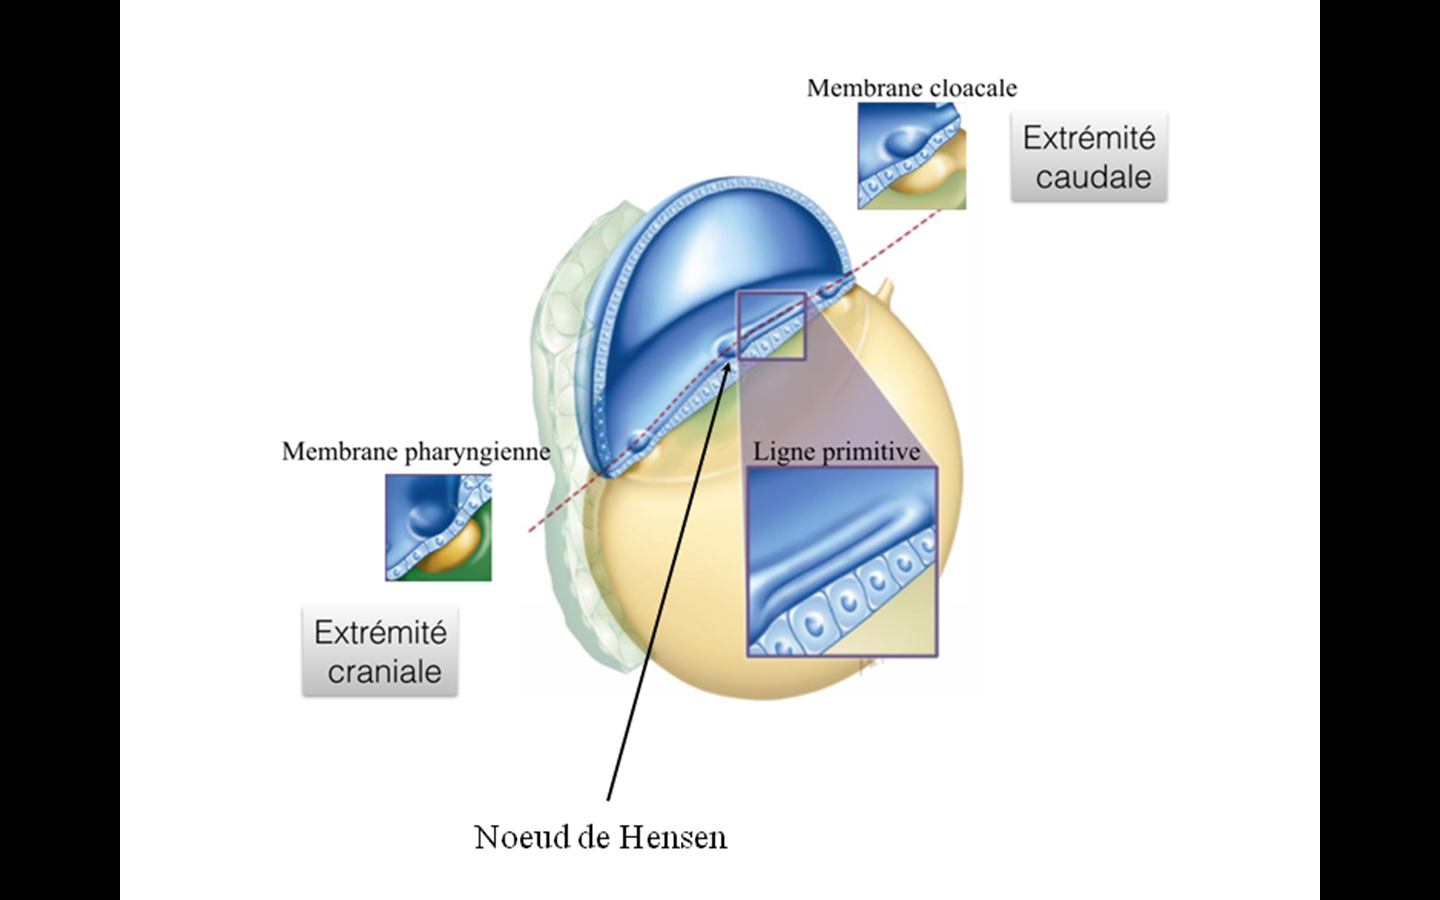 Membrane cloacale
Extrémité
caudale
Membrane pharyngienne
Ligne primitive
Extrémité
craniale
Noeud de Hensen